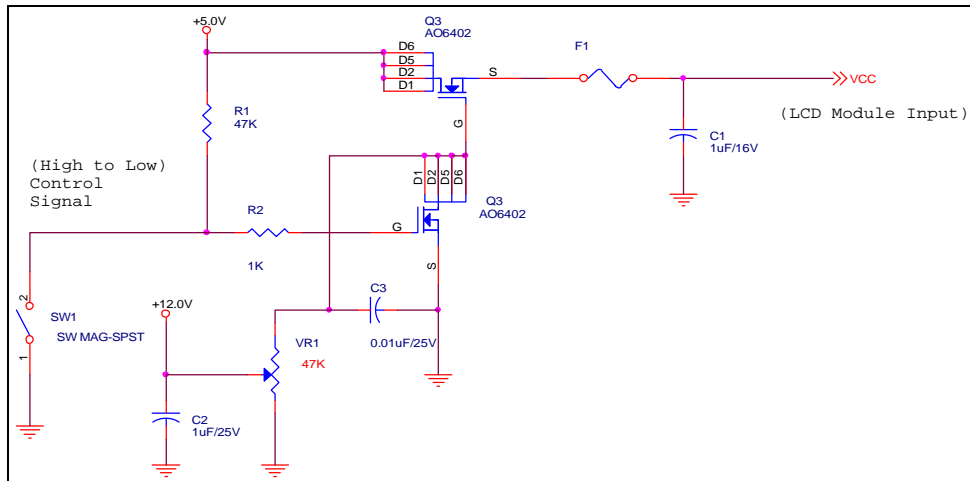 +5.0V
Q3
AO6402
D6
D5
D2
D1
S
G
F1
VCC
(LCD Module Input)
C1
1uF/16V
R1
47K
(High to Low)
Control
Signal
R2
1K
D1
D2
D5
D6
Q3
AO6402
G
S
2
SW1
SW MAG-SPST
1
+12.0V
C3
0.01uF/25V
VR1
47K
C2
1uF/25V